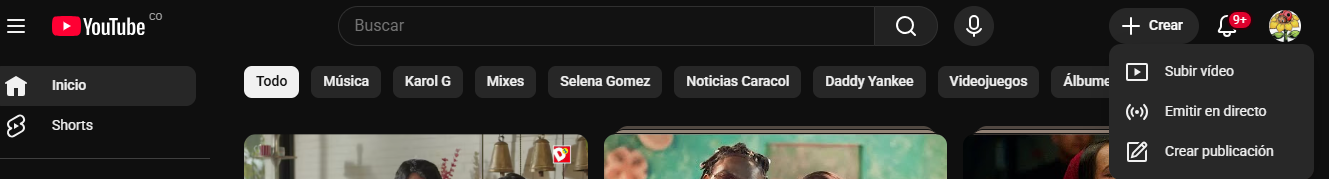 YouTube CO
Buscar
Crear
9+
Inicio
Shorts
Todo
Música
Karol G
Mixes
Selena Gomez
Noticias Caracol
Daddy Yankee
Videojuegos
Álbume
Subir vídeo
Emitir en directo
Crear publicación